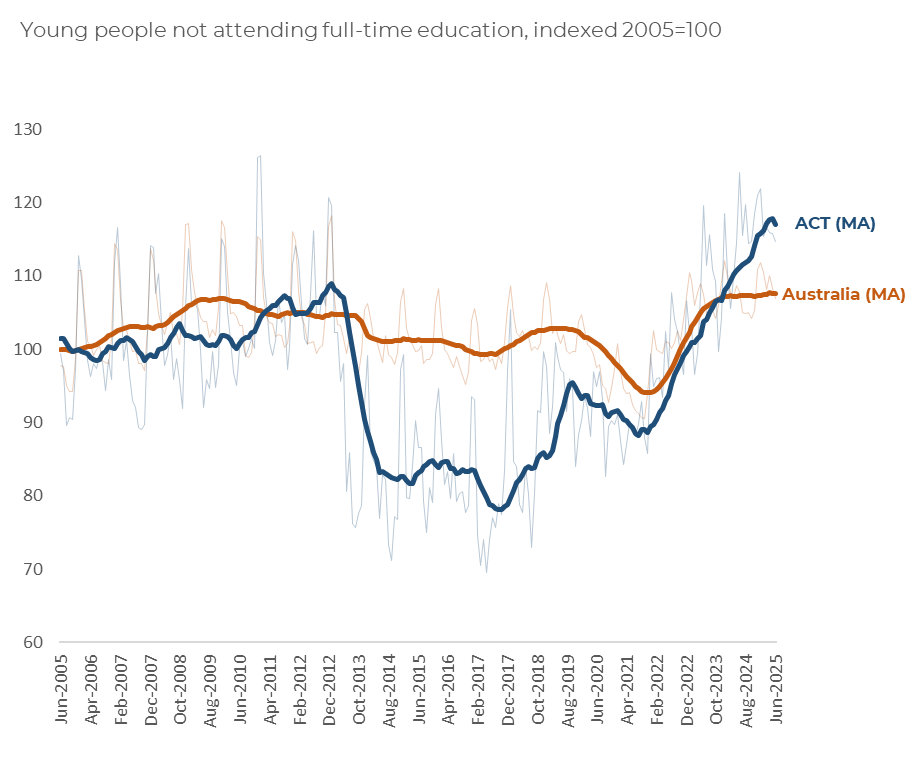 Young people not attending full-time education, indexed 2005=100
130
120
110
100
90
80
70
60
ACT (MA)
Australia (MA)
Jun-2005
Apr-2006
Feb-2007
Dec-2007
Oct-2008
Aug-2009
Jun-2010
Apr-2011
Feb-2012
Dec-2012
Oct-2013
Aug-2014
Jun-2015
Apr-2016
Feb-2017
Dec-2017
Oct-2018
Aug-2019
Jun-2020
Apr-2021
Feb-2022
Dec-2022
Oct-2023
Aug-2024
Jun-2025